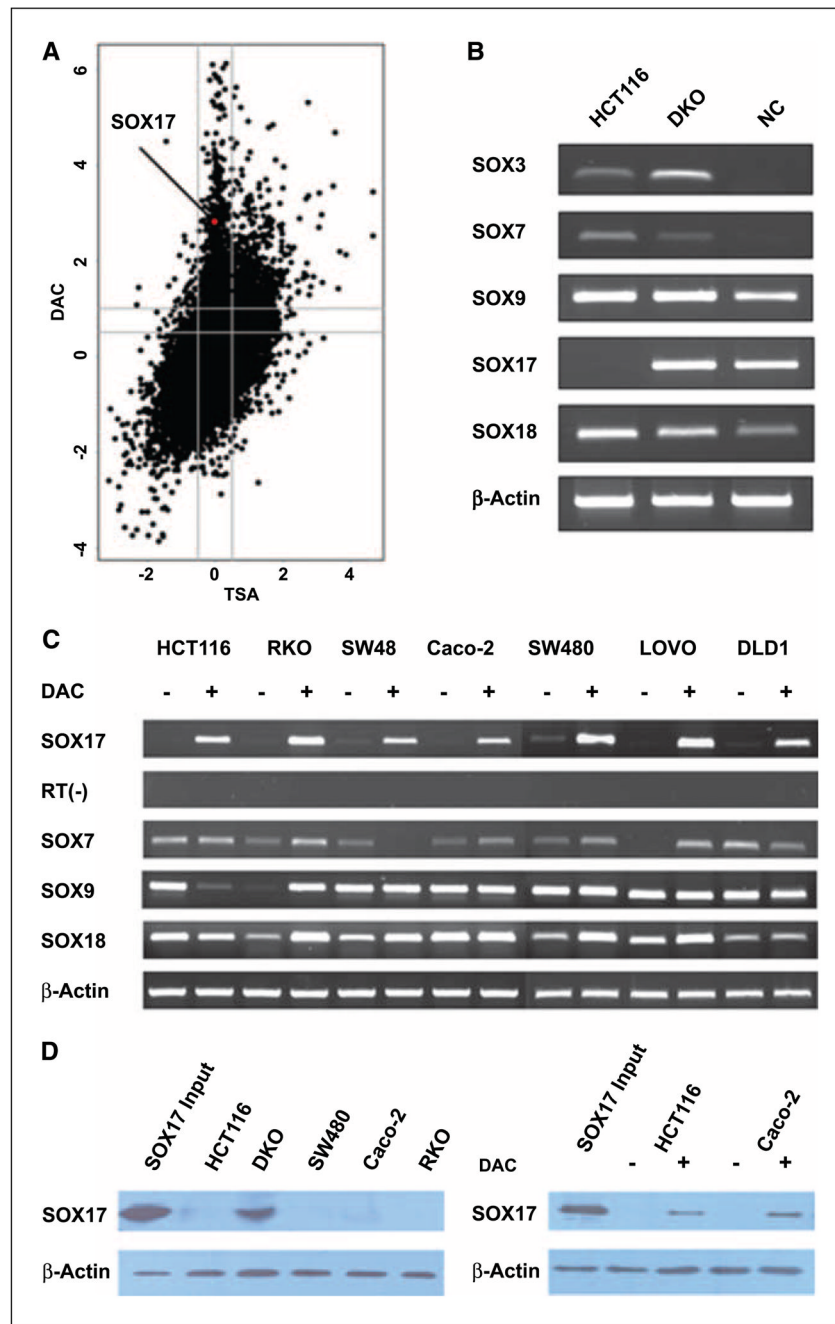 A
6
SOX17
4
2
DAC
0
-2
-4
-2 0 2 4
TSA
B
HCT116 DKO NC
SOX3
SOX7
SOX9
SOX17
SOX18
β-Actin
C
HCT116 RKO SW48 Caco-2 SW480 LOVO DLD1
DAC - + - + - + - + - + - + - +
SOX17
RT(-)
SOX7
SOX9
SOX18
β-Actin
D
SOX17 Input HCT116 DKO SW480 Caco-2 RKO
SOX17
β-Actin
SOX17 Input HCT116 Caco-2
DAC - + - +
SOX17
β-Actin